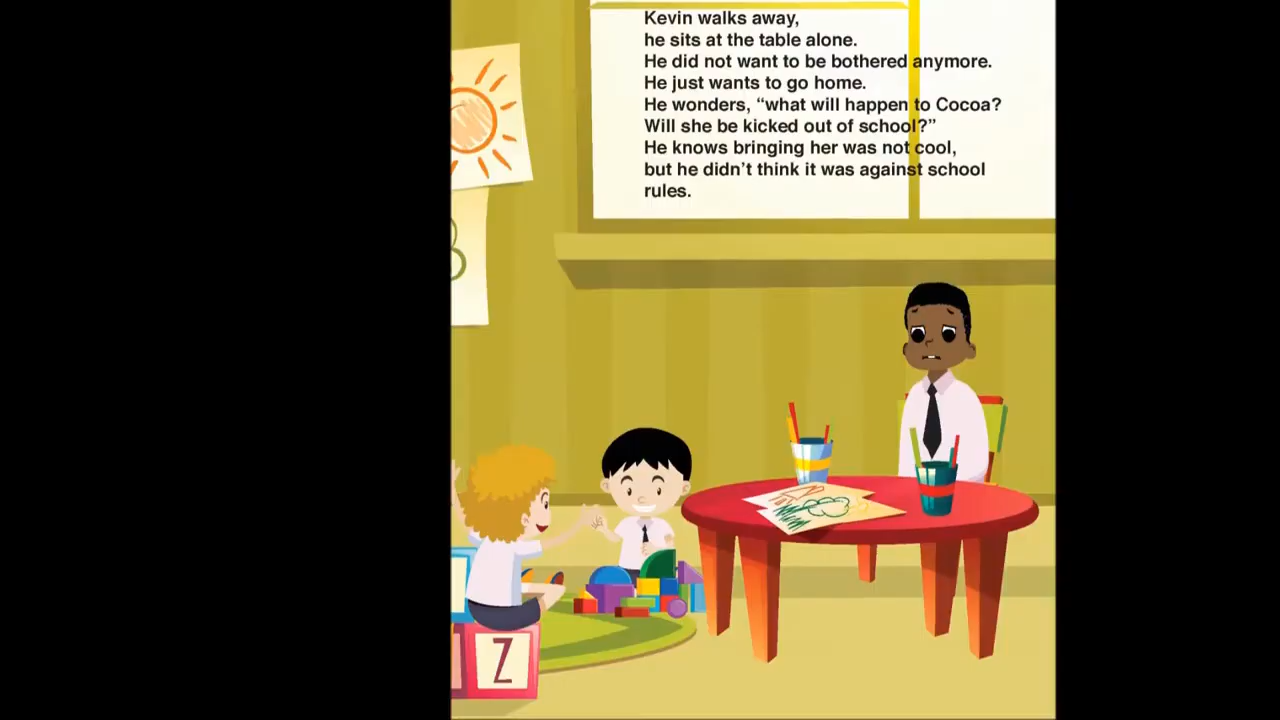 Kevin walks away,
he sits at the table alone.
He did not want to be bothered anymore.
He just wants to go home.
He wonders, “what will happen to Cocoa?
Will she be kicked out of school?”
He knows bringing her was not cool,
but he didn’t think it was against school
rules.
Z